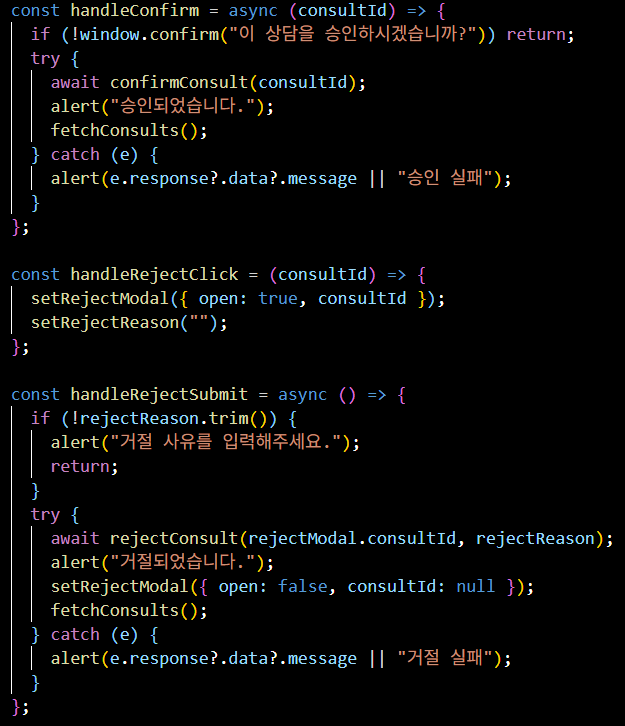 const handleConfirm = async (consultId) => {
  if (!window.confirm("이 상담을 승인하시겠습니까?")) return;
  try {
    await confirmConsult(consultId);
    alert("승인되었습니다.");
    fetchConsults();
  } catch (e) {
    alert(e.response?.data?.message || "승인 실패");
  }
};

const handleRejectClick = (consultId) => {
  setRejectModal({ open: true, consultId });
  setRejectReason("");
};

const handleRejectSubmit = async () => {
  if (!rejectReason.trim()) {
    alert("거절 사유를 입력해주세요.");
    return;
  }
  try {
    await rejectConsult(rejectModal.consultId, rejectReason);
    alert("거절되었습니다.");
    setRejectModal({ open: false, consultId: null });
    fetchConsults();
  } catch (e) {
    alert(e.response?.data?.message || "거절 실패");
  }
};